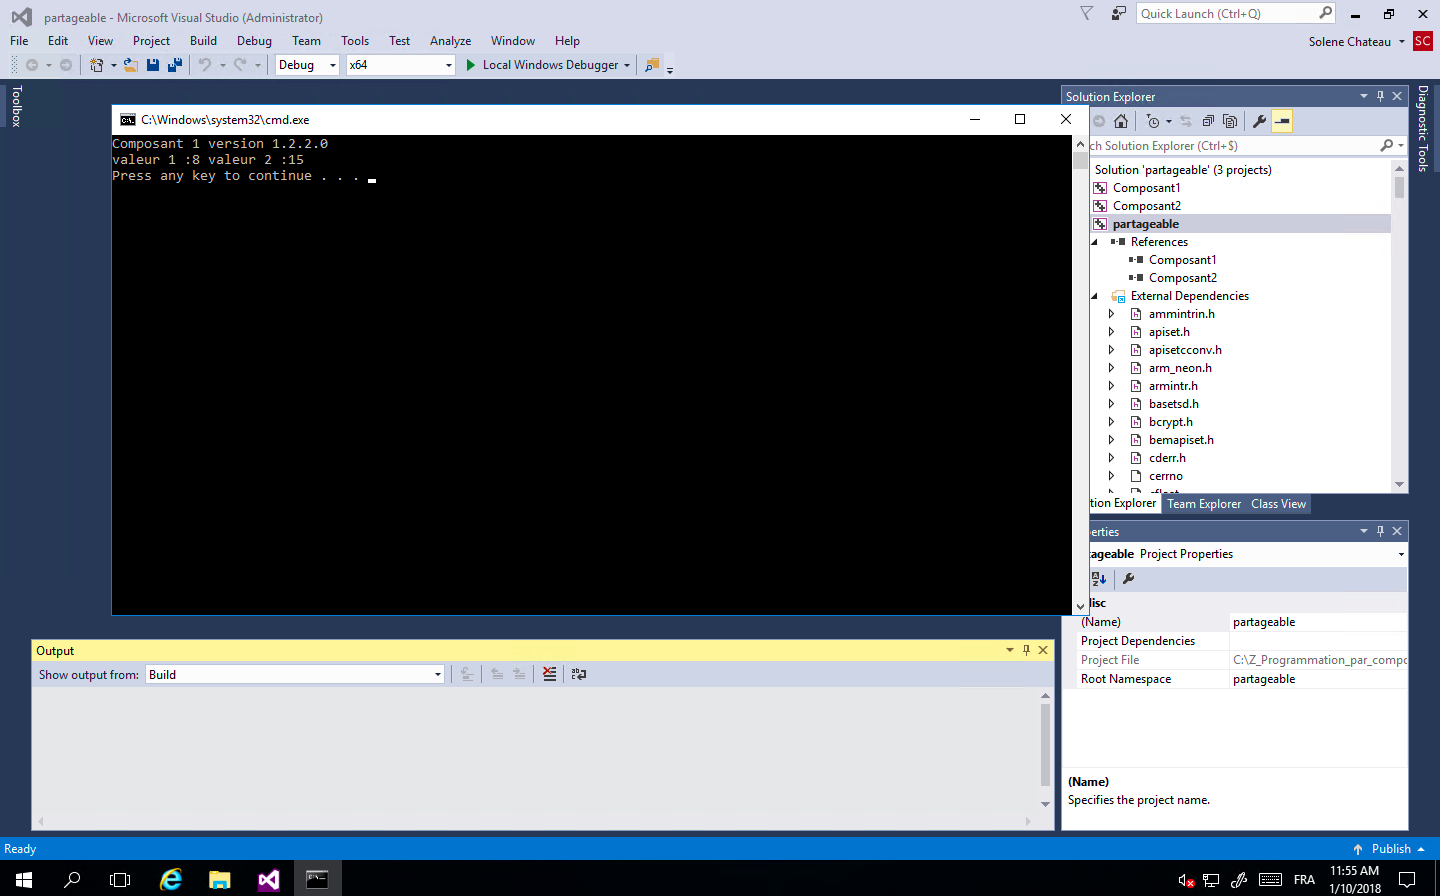 partageable - Microsoft Visual Studio (Administrator)
Quick Launch (Ctrl+Q)
File Edit View Project Build Debug Team Tools Test Analyze Window Help
Solene Chateau SC
Debug x64 Local Windows Debugger
Toolbox
C:\Windows\system32\cmd.exe
Composant 1 version 1.2.2.0
valeur 1 :8 valeur 2 :15
Press any key to continue . . .
Solution Explorer
ch Solution Explorer (Ctrl+$)
Solution 'partageable' (3 projects)
Composant1
Composant2
partageable
References
Composant1
Composant2
External Dependencies
ammintrin.h
apiset.h
apisetcconv.h
arm_neon.h
armintr.h
basetsd.h
bcrypt.h
bemapiset.h
cderr.h
cerrno
tion Explorer Team Explorer Class View
Diagnostic Tools
erties
ageable Project Properties
isc
(Name) partageable
Project Dependencies
Project File C:\Z_Programmation_par_compo
Root Namespace partageable
(Name)
Specifies the project name.
Output
Show output from: Build
Ready
Publish
FRA
11:55 AM
1/10/2018